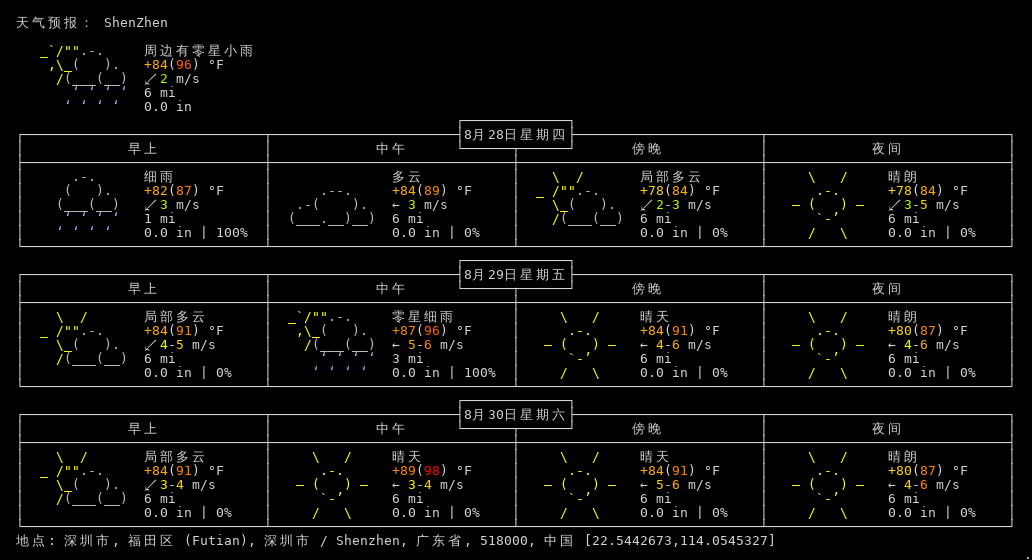 天气预报： ShenZhen
周边有零星小雨
+84(96) °F
↙2 m/s
6 mi
0.0 in
8月28日星期四
早上 中午 傍晚 夜间
细雨 多云 局部多云 晴朗
+82(87) °F +84(89) °F +78(84) °F +78(84) °F
↙3 m/s ← 3 m/s ↙2-3 m/s ↙3-5 m/s
1 mi 6 mi 6 mi 6 mi
0.0 in | 100% 0.0 in | 0% 0.0 in | 0% 0.0 in | 0%
8月29日星期五
早上 中午 傍晚 夜间
局部多云 零星细雨 晴天 晴朗
+84(91) °F +87(96) °F +84(91) °F +80(87) °F
↙4-5 m/s ← 5-6 m/s ← 4-6 m/s ← 4-6 m/s
6 mi 3 mi 6 mi 6 mi
0.0 in | 0% 0.0 in | 100% 0.0 in | 0% 0.0 in | 0%
8月30日星期六
早上 中午 傍晚 夜间
局部多云 晴天 晴天 晴朗
+84(91) °F +89(98) °F +84(91) °F +80(87) °F
↙3-4 m/s ← 3-4 m/s ← 5-6 m/s ← 4-6 m/s
6 mi 6 mi 6 mi 6 mi
0.0 in | 0% 0.0 in | 0% 0.0 in | 0% 0.0 in | 0%
地点: 深圳市, 福田区 (Futian), 深圳市 / Shenzhen, 广东省, 518000, 中国 [22.5442673,114.0545327]